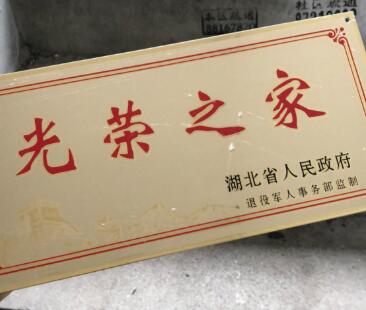 光荣之家
湖北省人民政府
退役军人事务部监制